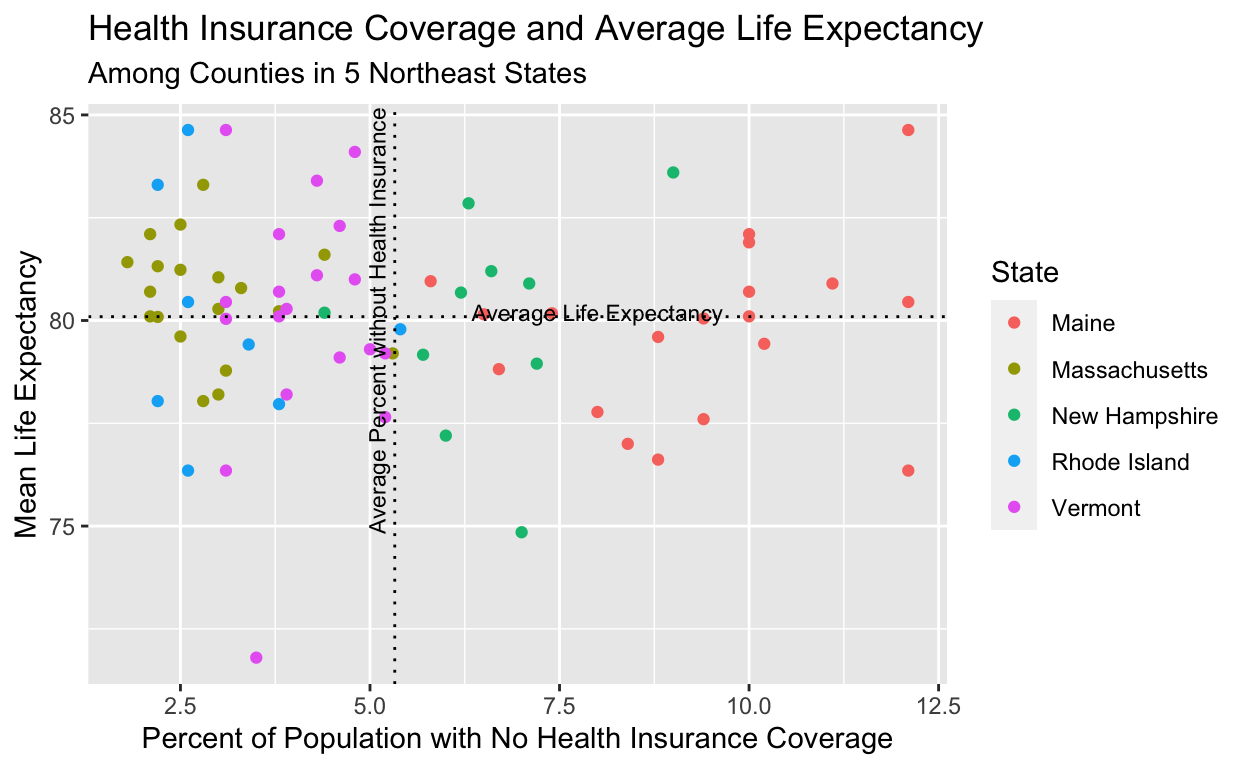 Health Insurance Coverage and Average Life Expectancy
Among Counties in 5 Northeast States
85
80
75
Mean Life Expectancy
Average Percent without Health Insurance
Average Life Expectancy
2.5
5.0
7.5
10.0
12.5
Percent of Population with No Health Insurance Coverage
State
Maine
Massachusetts
New Hampshire
Rhode Island
Vermont